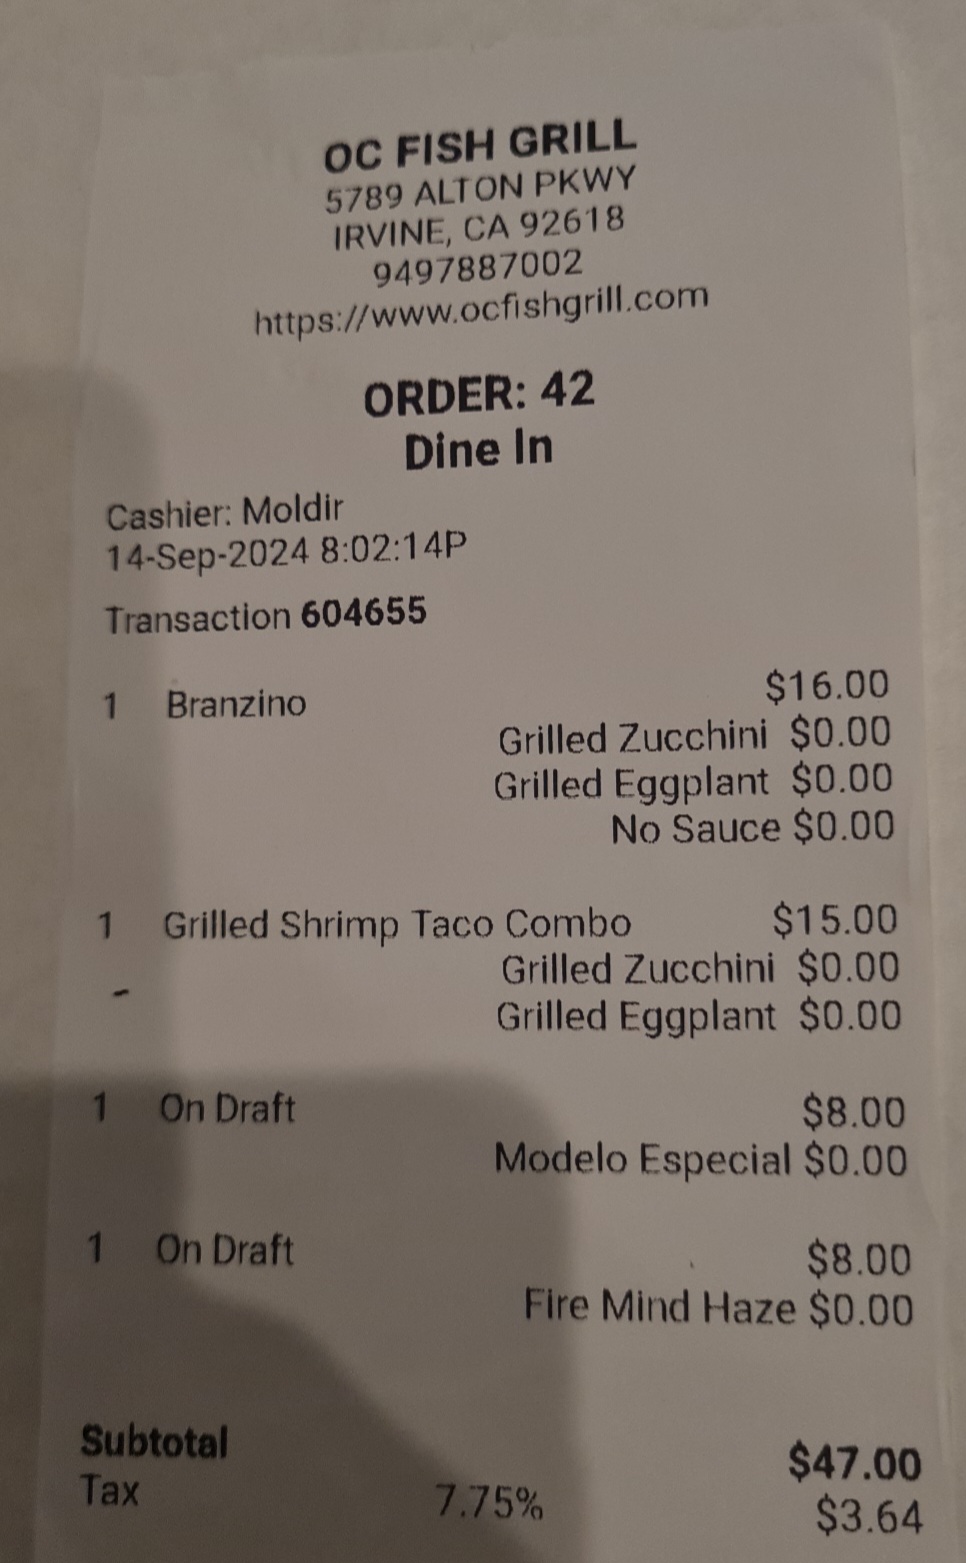 OC FISH GRILL
5789 ALTON PKWY
IRVINE, CA 92618
9497887002
https://www.ocfishgrill.com
ORDER: 42
Dine In
Cashier: Moldir
14-Sep-2024 8:02:14P
Transaction 604655
1 Branzino $16.00
Grilled Zucchini $0.00
Grilled Eggplant $0.00
No Sauce $0.00
1 Grilled Shrimp Taco Combo $15.00
Grilled Zucchini $0.00
Grilled Eggplant $0.00
1 On Draft $8.00
Modelo Especial $0.00
1 On Draft $8.00
Fire Mind Haze $0.00
Subtotal $47.00
Tax 7.75% $3.64